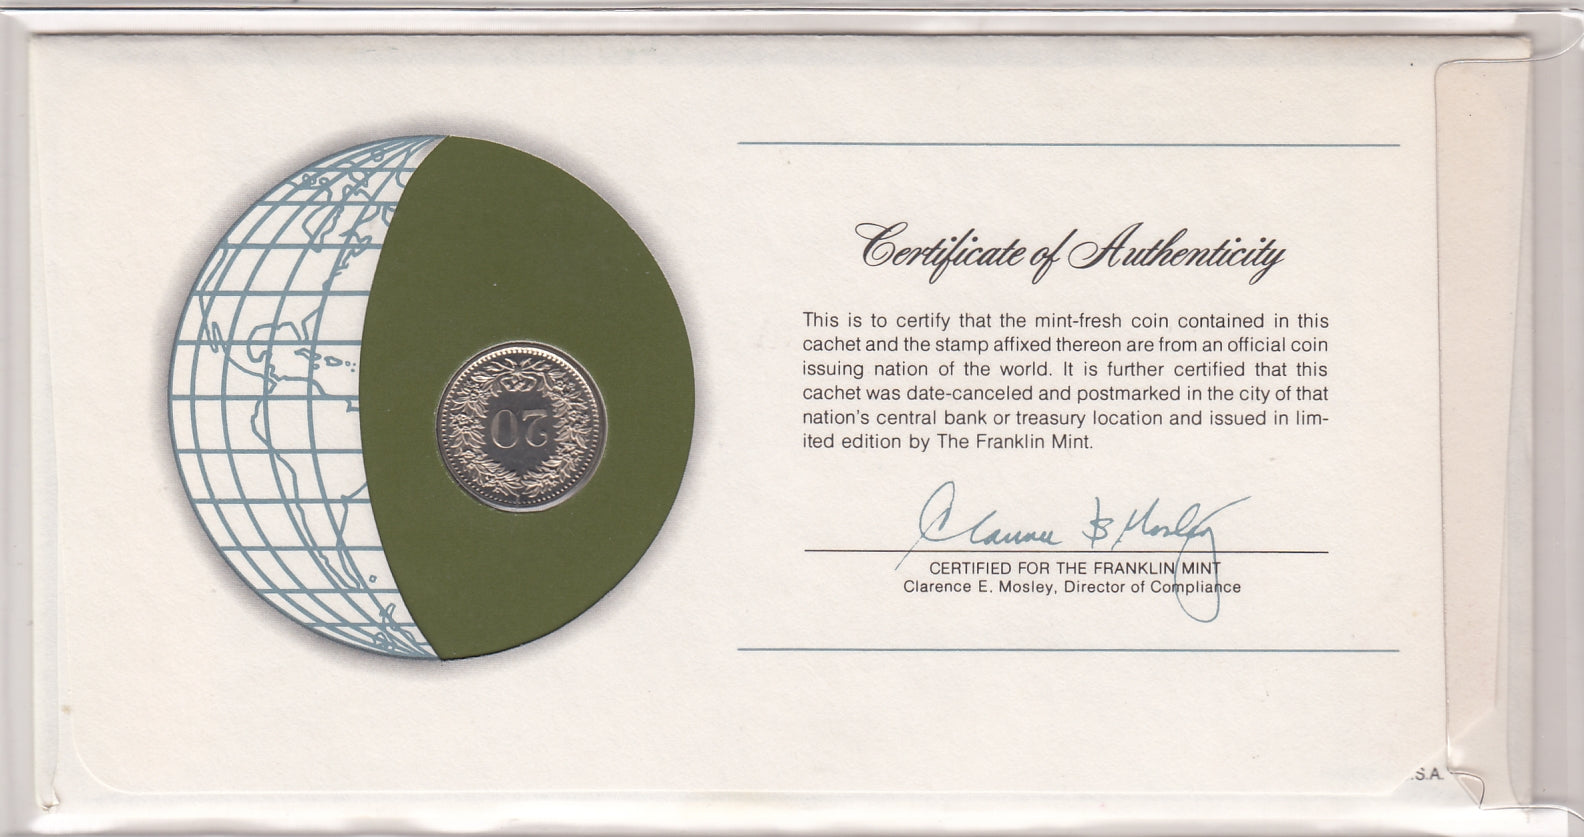 Certificate of Authenticity
This is to certify that the mint-fresh coin contained in this
cachet and the stamp affixed thereon are from an official coin
issuing nation of the world. It is further certified that this
cachet was date-canceled and postmarked in the city of that
nation's central bank or treasury location and issued in lim-
ited edition by The Franklin Mint.
Clarence E Mosley
CERTIFIED FOR THE FRANKLIN MINT
Clarence E. Mosley, Director of Compliance
20
.S.A.